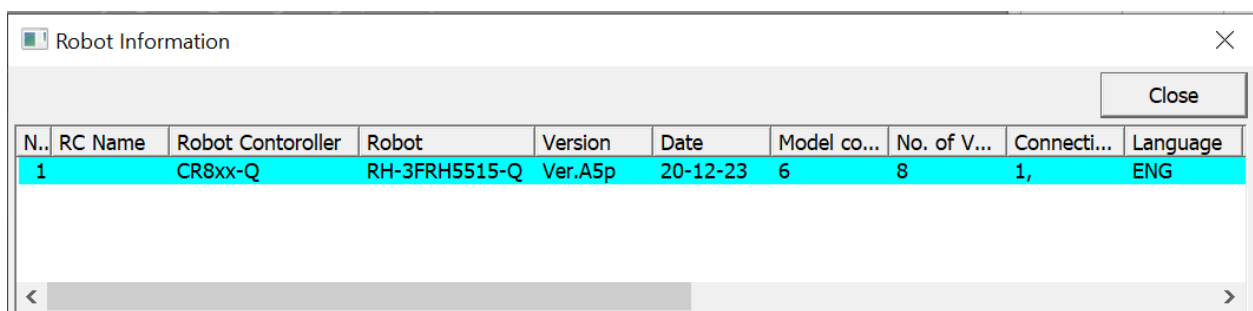 Robot Information
Close
N.. RC Name Robot Contoroller Robot Version Date Model co... No. of V... Connecti... Language
1 CR8xx-Q RH-3FRH5515-Q Ver.A5p 20-12-23 6 8 1, ENG